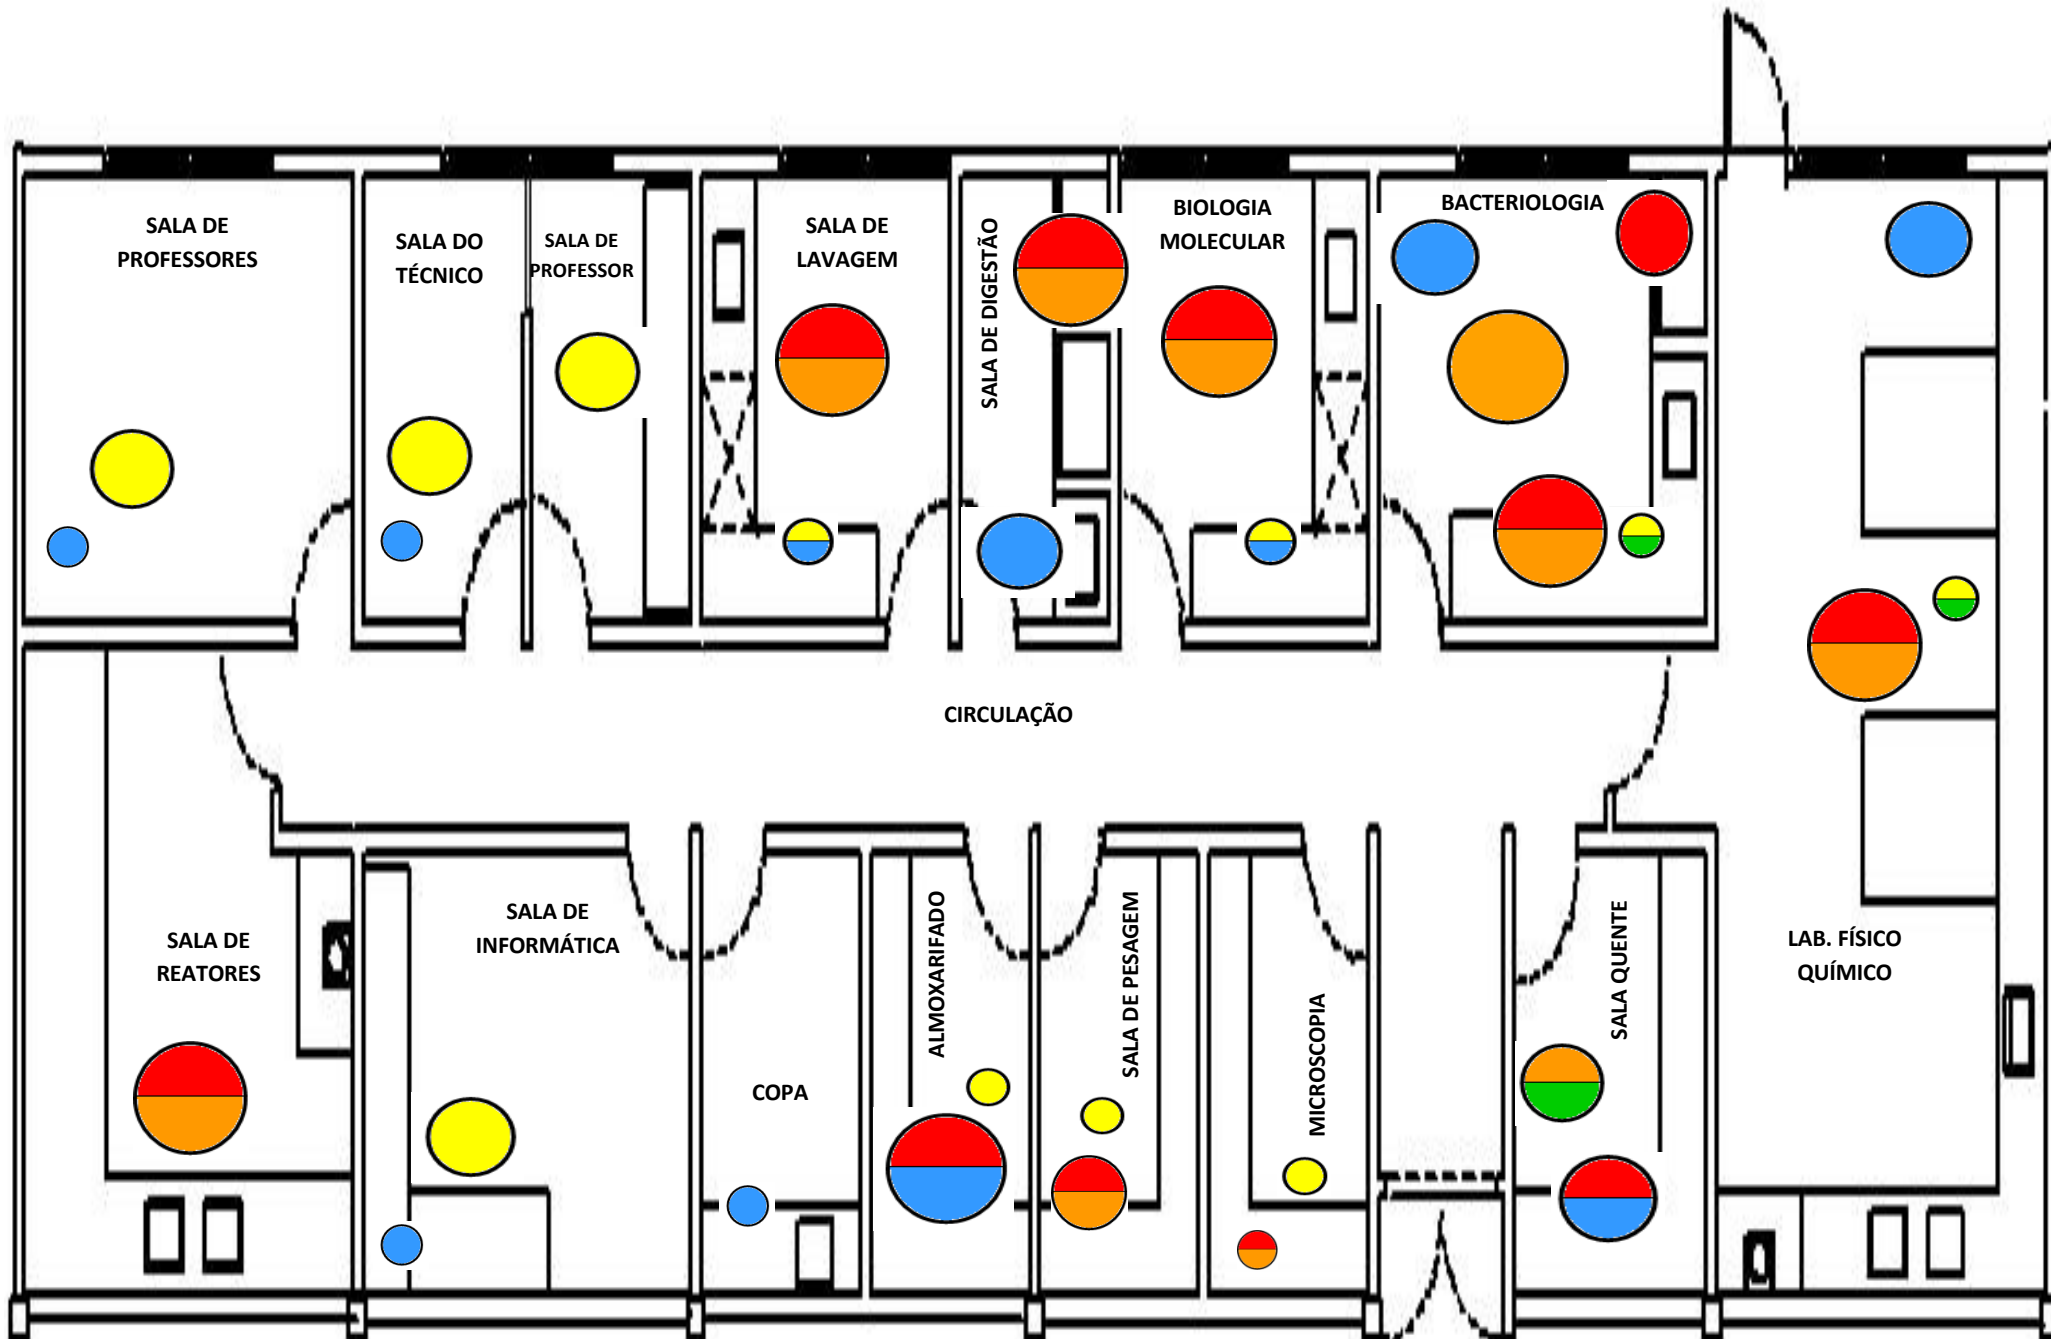 SALA DE
PROFESSORES
SALA DO
TÉCNICO
SALA DE
PROFESSOR
SALA DE
LAVAGEM
SALA DE DIGESTÃO
BIOLOGIA
MOLECULAR
BACTERIOLOGIA
CIRCULAÇÃO
SALA DE
REATORES
SALA DE
INFORMÁTICA
COPA
ALMOXARIFADO
SALA DE PESAGEM
MICROSCOPIA
SALA QUENTE
LAB. FÍSICO
QUÍMICO